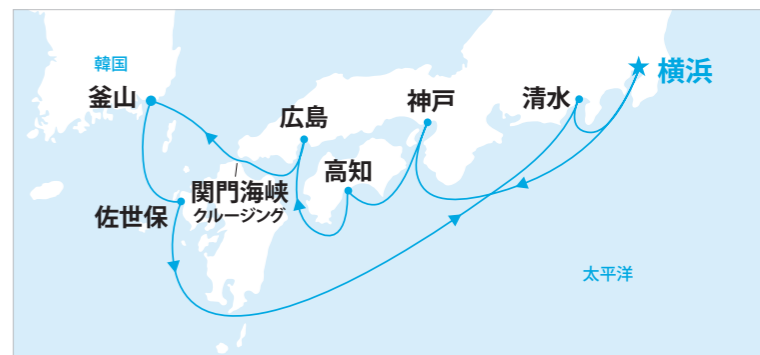 韓国
釜山
佐世保
関門海峡
クルージング
広島
高知
神戸
清水
横浜
太平洋